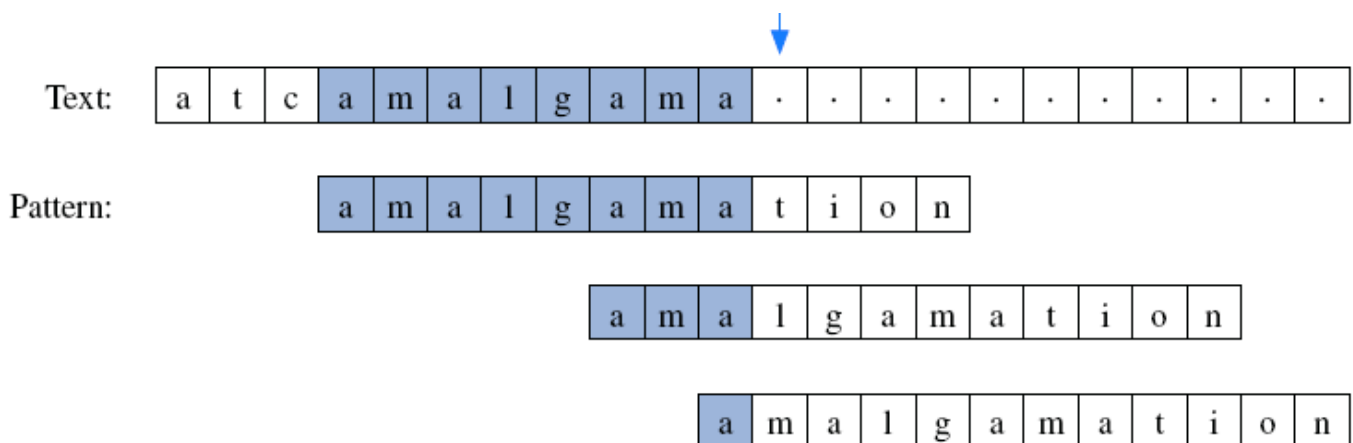 Text: a t c a m a l g a m a . . . . . . . . . . .
Pattern: a m a l g a m a t i o n
a m a l g a m a t i o n
a m a l g a m a t i o n